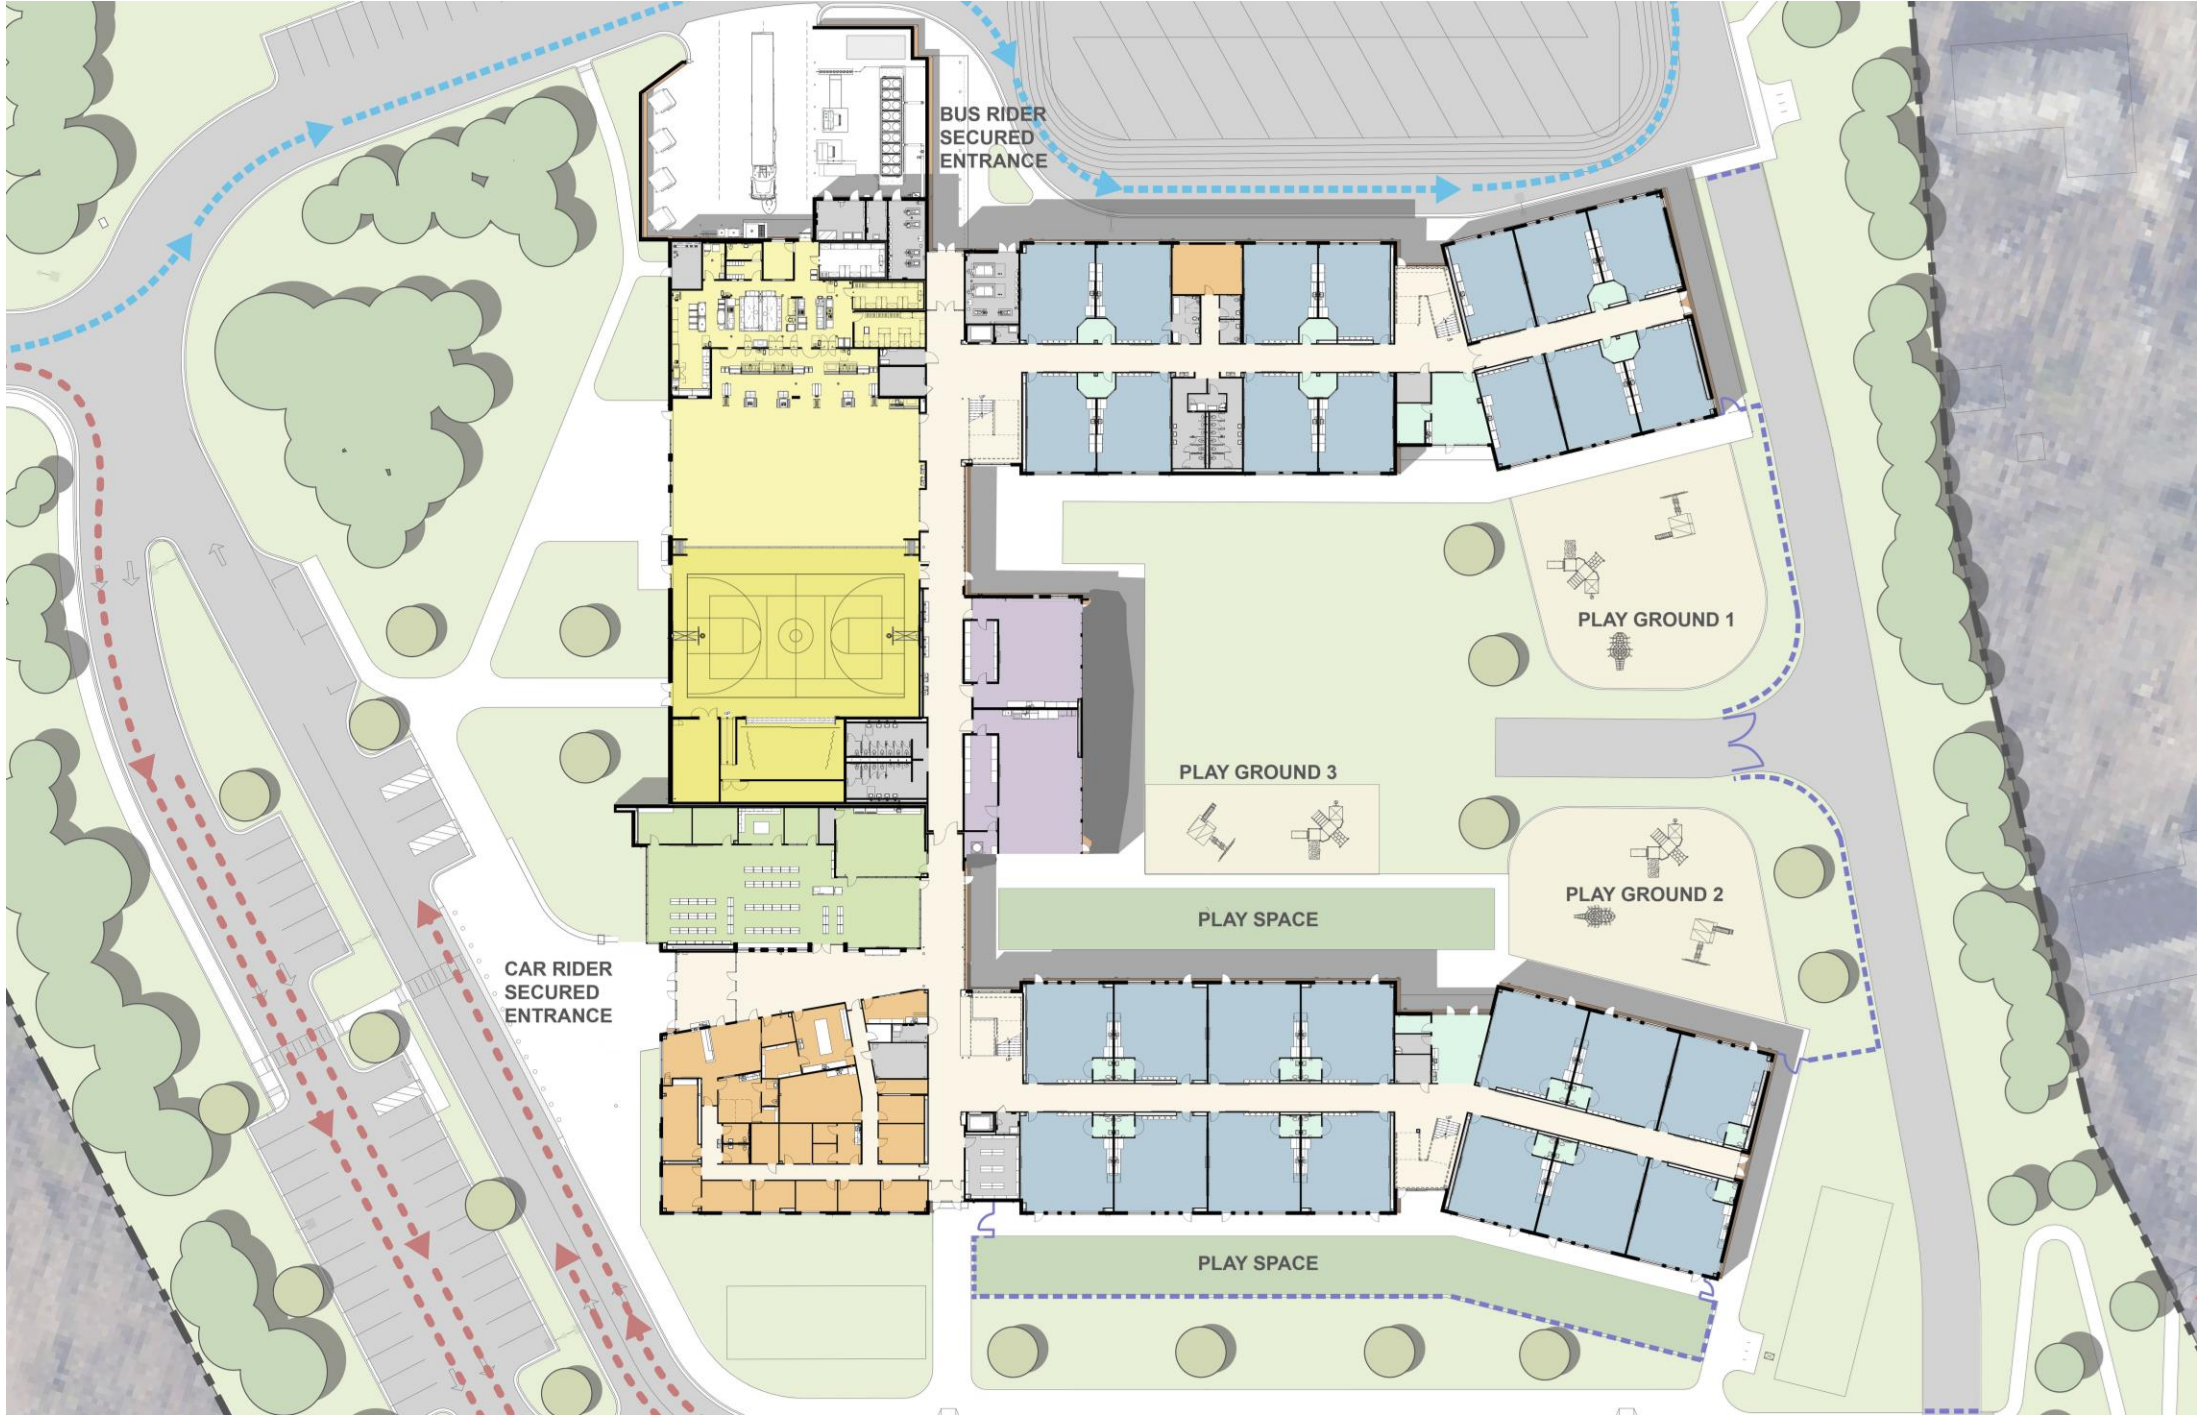 BUS RIDER
SECURED
ENTRANCE
PLAY GROUND 1
PLAY GROUND 3
PLAY GROUND 2
PLAY SPACE
CAR RIDER
SECURED
ENTRANCE
PLAY SPACE